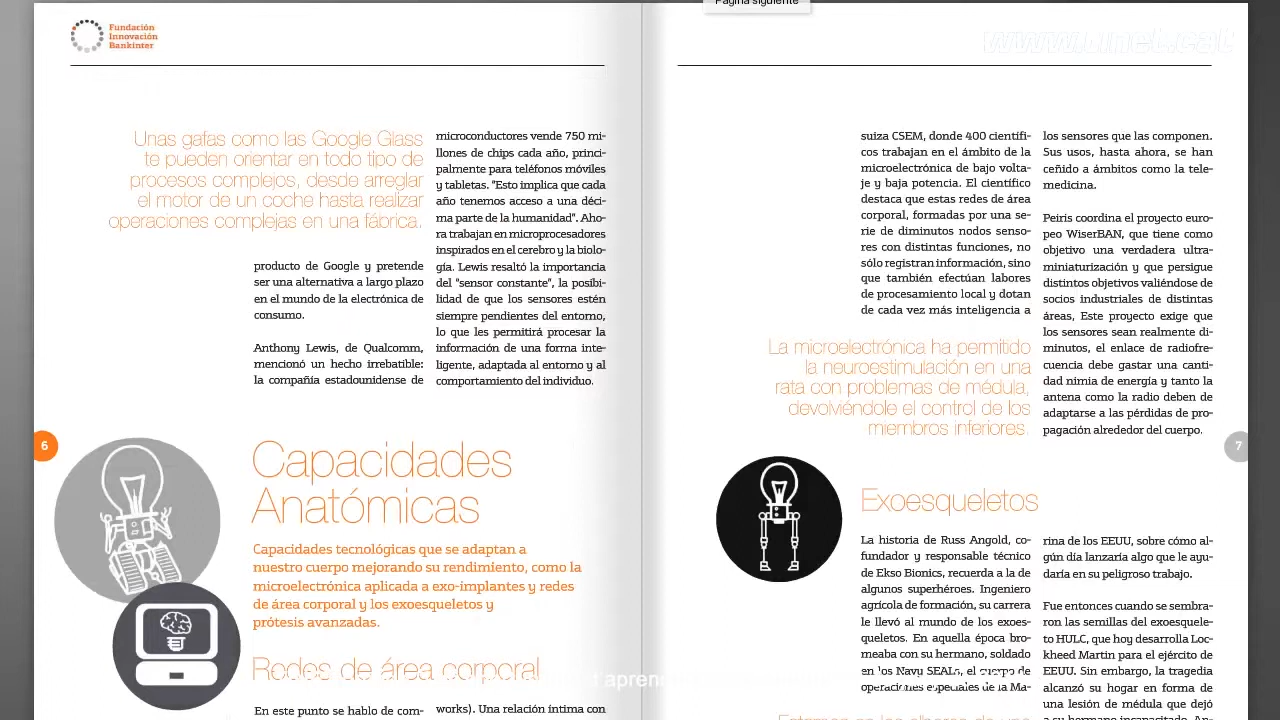 Página siguiente
Fundación
Innovación
Bankinter
www.upnet.cat
Unas gafas como las Google Glass
te pueden orientar en todo tipo de
procesos complejos, desde arreglar
el motor de un coche hasta realizar
operaciones complejas en una fábrica.
producto de Google y pretende
ser una alternativa a largo plazo
en el mundo de la electrónica de
consumo.
Anthony Lewis, de Qualcomm,
mencionó un hecho irrebatible:
la compañía estadounidense de
microconductores vende 750 mi-
llones de chips cada año, princi-
palmente para teléfonos móviles
y tabletas. "Esto implica que cada
año tenemos acceso a una déci-
ma parte de la humanidad". Aho-
ra trabajan en microprocesadores
inspirados en el cerebro y la biolo-
gía. Lewis resaltó la importancia
del "sensor constante", la posibi-
lidad de que los sensores estén
siempre pendientes del entorno,
lo que les permitirá procesar la
información de una forma inte-
ligente, adaptada al entorno y al
comportamiento del individuo.
6
Capacidades
Anatómicas
Capacidades tecnológicas que se adaptan a
nuestro cuerpo mejorando su rendimiento, como la
microelectrónica aplicada a exo-implantes y redes
de área corporal y los exoesqueletos y
prótesis avanzadas.
Redes de área corporal
En este punto se habló de com-
works). Una relación íntima con
suiza CSEM, donde 400 científi-
cos trabajan en el ámbito de la
microelectrónica de bajo volta-
je y baja potencia. El científico
destaca que estas redes de área
corporal, formadas por una se-
rie de diminutos nodos senso-
res con distintas funciones, no
sólo registran información, sino
que también efectúan labores
de procesamiento local y dotan
de cada vez más inteligencia a
La microelectrónica ha permitido
la neuroestimulación en una
rata con problemas de médula,
devolviéndole el control de los
miembros inferiores.
los sensores que las componen.
Sus usos, hasta ahora, se han
ceñido a ámbitos como la tele-
medicina.
Peiris coordina el proyecto euro-
peo WiserBAN, que tiene como
objetivo una verdadera ultra-
miniaturización y que persigue
distintos objetivos valiéndose de
socios industriales de distintas
áreas, Este proyecto exige que
los sensores sean realmente di-
minutos, el enlace de radiofre-
cuencia debe gastar una canti-
dad nimia de energía y tanto la
antena como la radio deben de
adaptarse a las pérdidas de pro-
pagación alrededor del cuerpo.
7
Exoesqueletos
La historia de Russ Angold, co-
fundador y responsable técnico
de Ekso Bionics, recuerda a la de
algunos superhéroes. Ingeniero
agrícola de formación, su carrera
le llevó al mundo de los exoes-
queletos. En aquella época bro-
meaba con su hermano, soldado
en los Navy SEALs, el cuerpo de
operaciones especiales de la Ma-
rina de los EEUU, sobre cómo al-
gún día lanzaría algo que le ayu-
daría en su peligroso trabajo.
Fue entonces cuando se sembra-
ron las semillas del exoesquele-
to HULC, que hoy desarrolla Loc-
kheed Martin para el ejército de
EEUU. Sin embargo, la tragedia
alcanzó su hogar en forma de
una lesión de médula que dejó